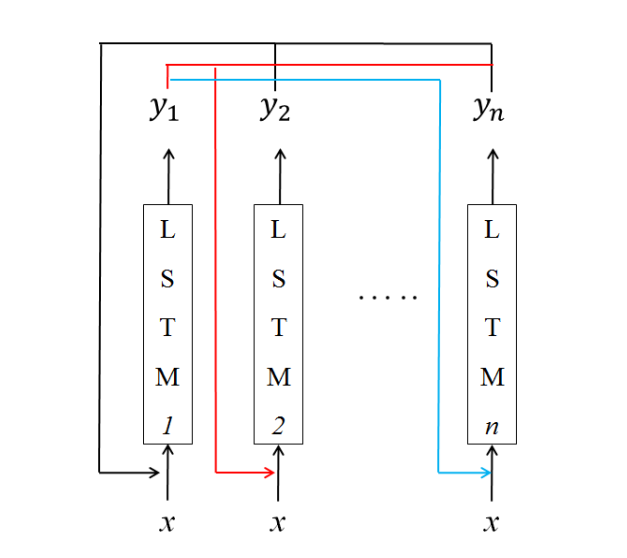 y₁ y₂ yₙ
L L L
S S S
. . . . .
T T T
M M M
1 2 n
x x x